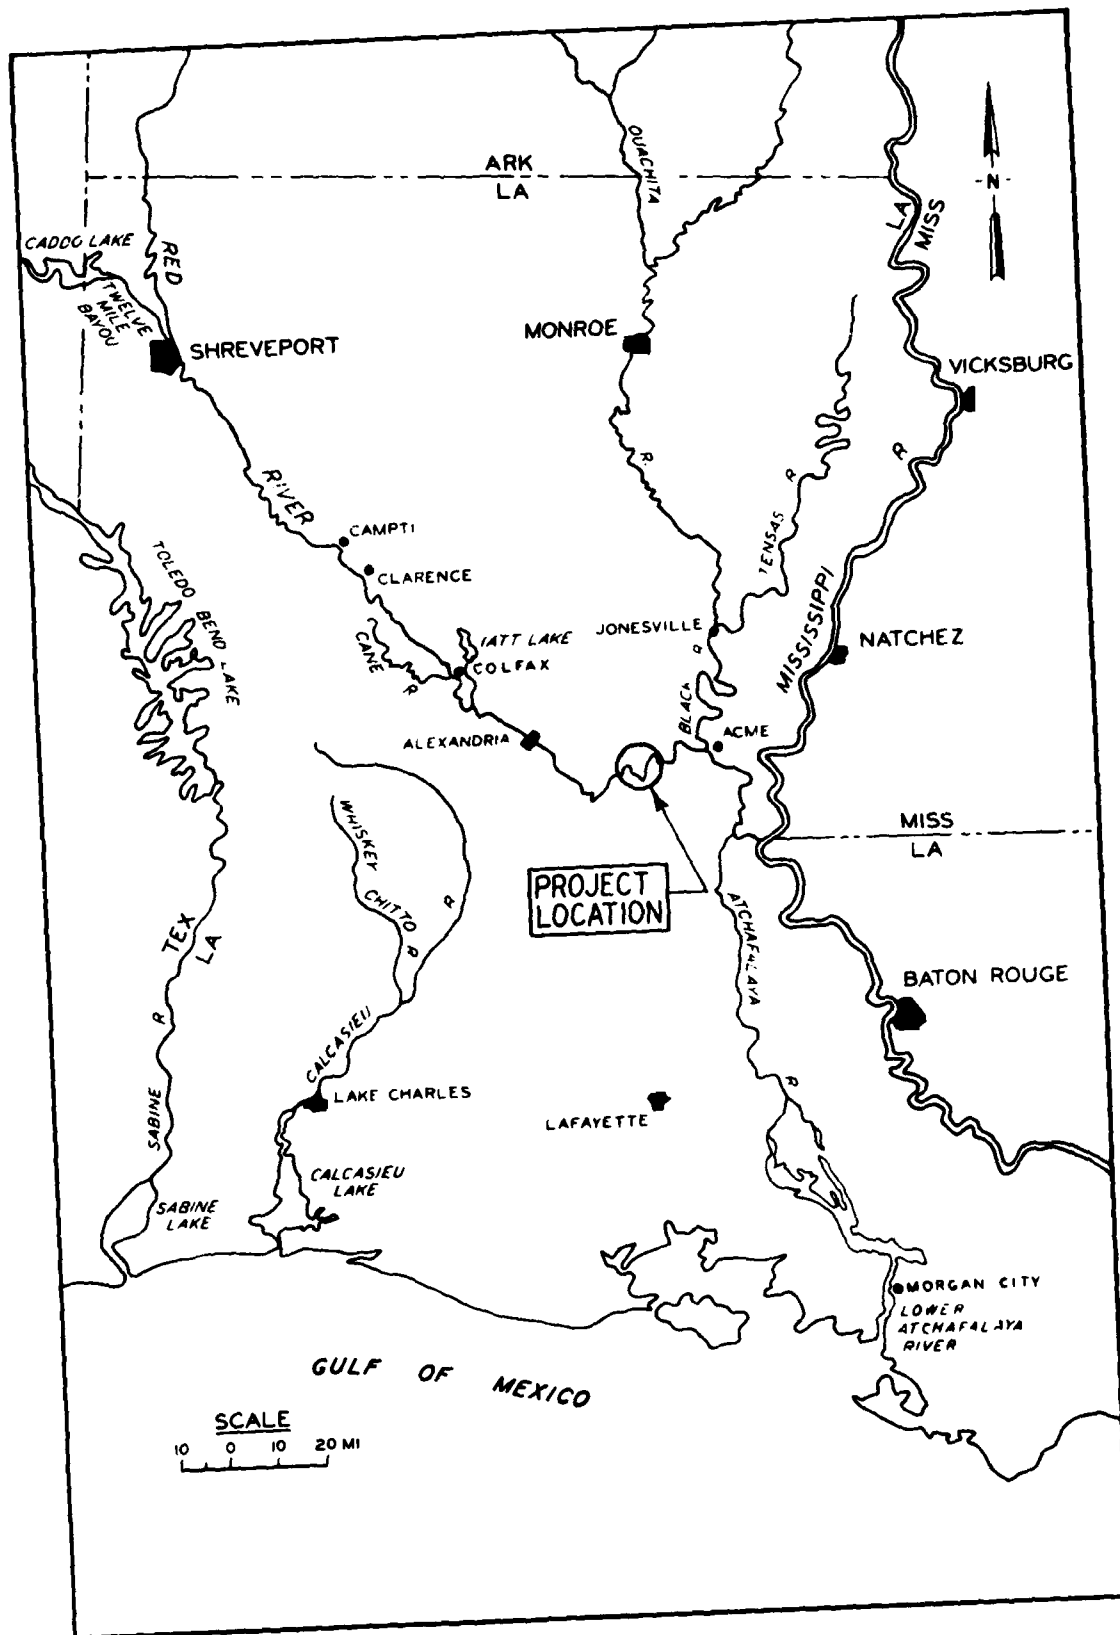 ARK
LA
OUACHITA
-N-
LA
MISS
CADDO LAKE
RED
TWELVE
MILE
BAYOU
SHREVEPORT
MONROE
VICKSBURG
R.
R
R
RIVER
CAMPTI
CLARENCE
TENSAS
TOLEDO BEND LAKE
CANE
R
IATT LAKE
COLFAX
JONESVILLE
R
MISSISSIPPI
NATCHEZ
BLACK
ACME
ALEXANDRIA
WHISKEY
CHITTO
R
R
MISS
LA
PROJECT
LOCATION
ATCHAFALAYA
TEX
LA
BATON ROUGE
R
SABINE
CALCASIEU
LAKE CHARLES
R
LAFAYETTE
CALCASIEU
LAKE
SABINE
LAKE
MORGAN CITY
LOWER
ATCHAFALAYA
RIVER
GULF OF MEXICO
SCALE
10 0 10 20 MI